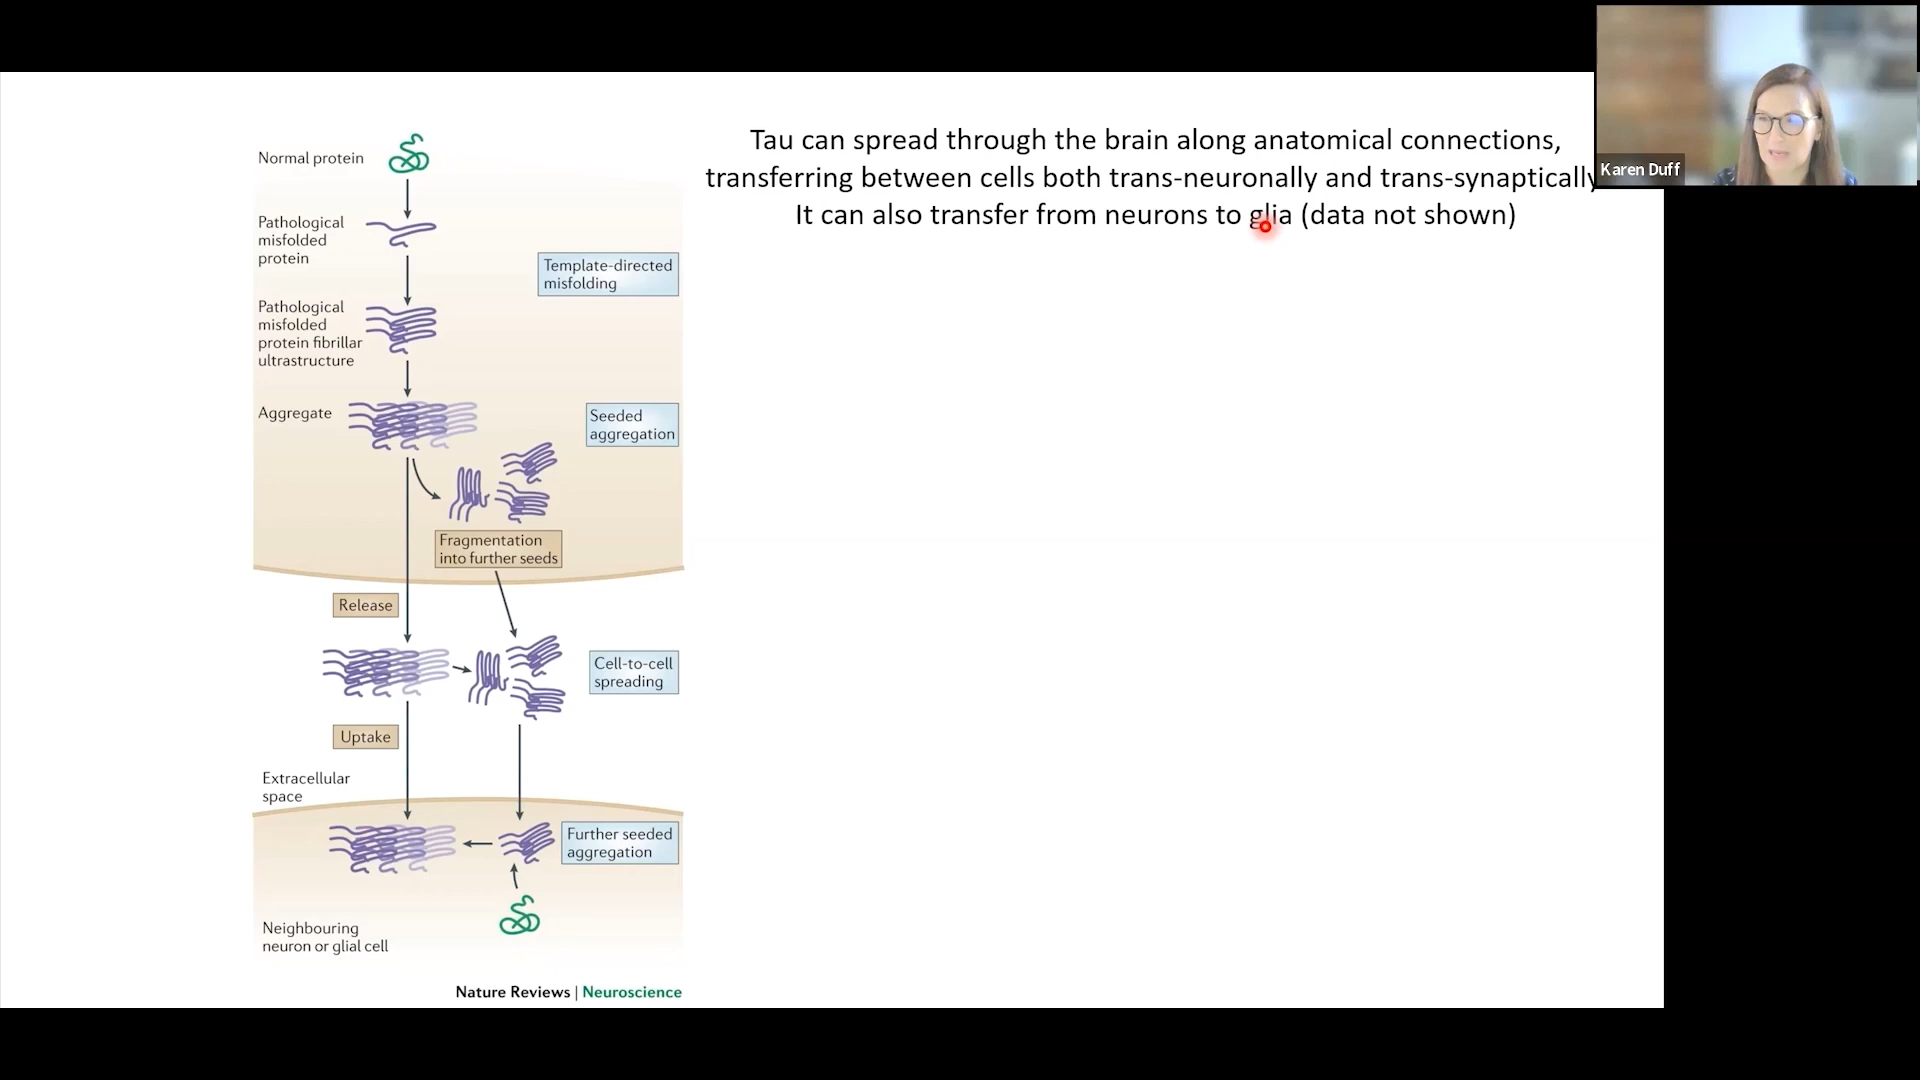 Karen Duff
Tau can spread through the brain along anatomical connections,
transferring between cells both trans-neuronally and trans-synaptically
It can also transfer from neurons to glia (data not shown)
Normal protein
Pathological
misfolded
protein
Template-directed
misfolding
Pathological
misfolded
protein fibrillar
ultrastructure
Aggregate
Seeded
aggregation
Fragmentation
into further seeds
Release
Cell-to-cell
spreading
Uptake
Extracellular
space
Further seeded
aggregation
Neighbouring
neuron or glial cell
Nature Reviews | Neuroscience